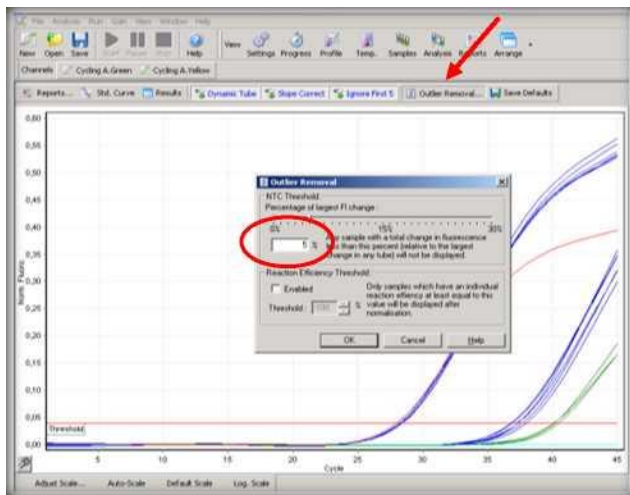 File Analysis Run Gain View Window Help
New Open Save Start Pause Stop Help View Settings Progress Profile Temp. Samples Analysis Reports Arrange
Channels Cycling A.Green Cycling A.Yellow
Reports... Std. Curve Results Dynamic Tube Slope Correct Ignore First 5 Outlier Removal... Save Defaults
Outlier Removal
NTC Threshold
Percentage of largest Fl change :
0% 15% 30%
5 %
Any sample with a total change in fluorescence
less than this percent (relative to the largest
change in any tube) will not be displayed.
Reaction Efficiency Threshold
Enabled
Threshold : %
Only samples which have an individual
reaction effiency at least equal to this
value will be displayed after
normalisation.
OK Cancel Help
Norm. Fluoro.
0,60
0,55
0,50
0,45
0,40
0,35
0,30
0,25
0,20
0,15
0,10
0,05
Threshold
0,00
5 10 15 20 25 30 35 40 45
Cycle
Adjust Scale... Auto-Scale Default Scale Log. Scale